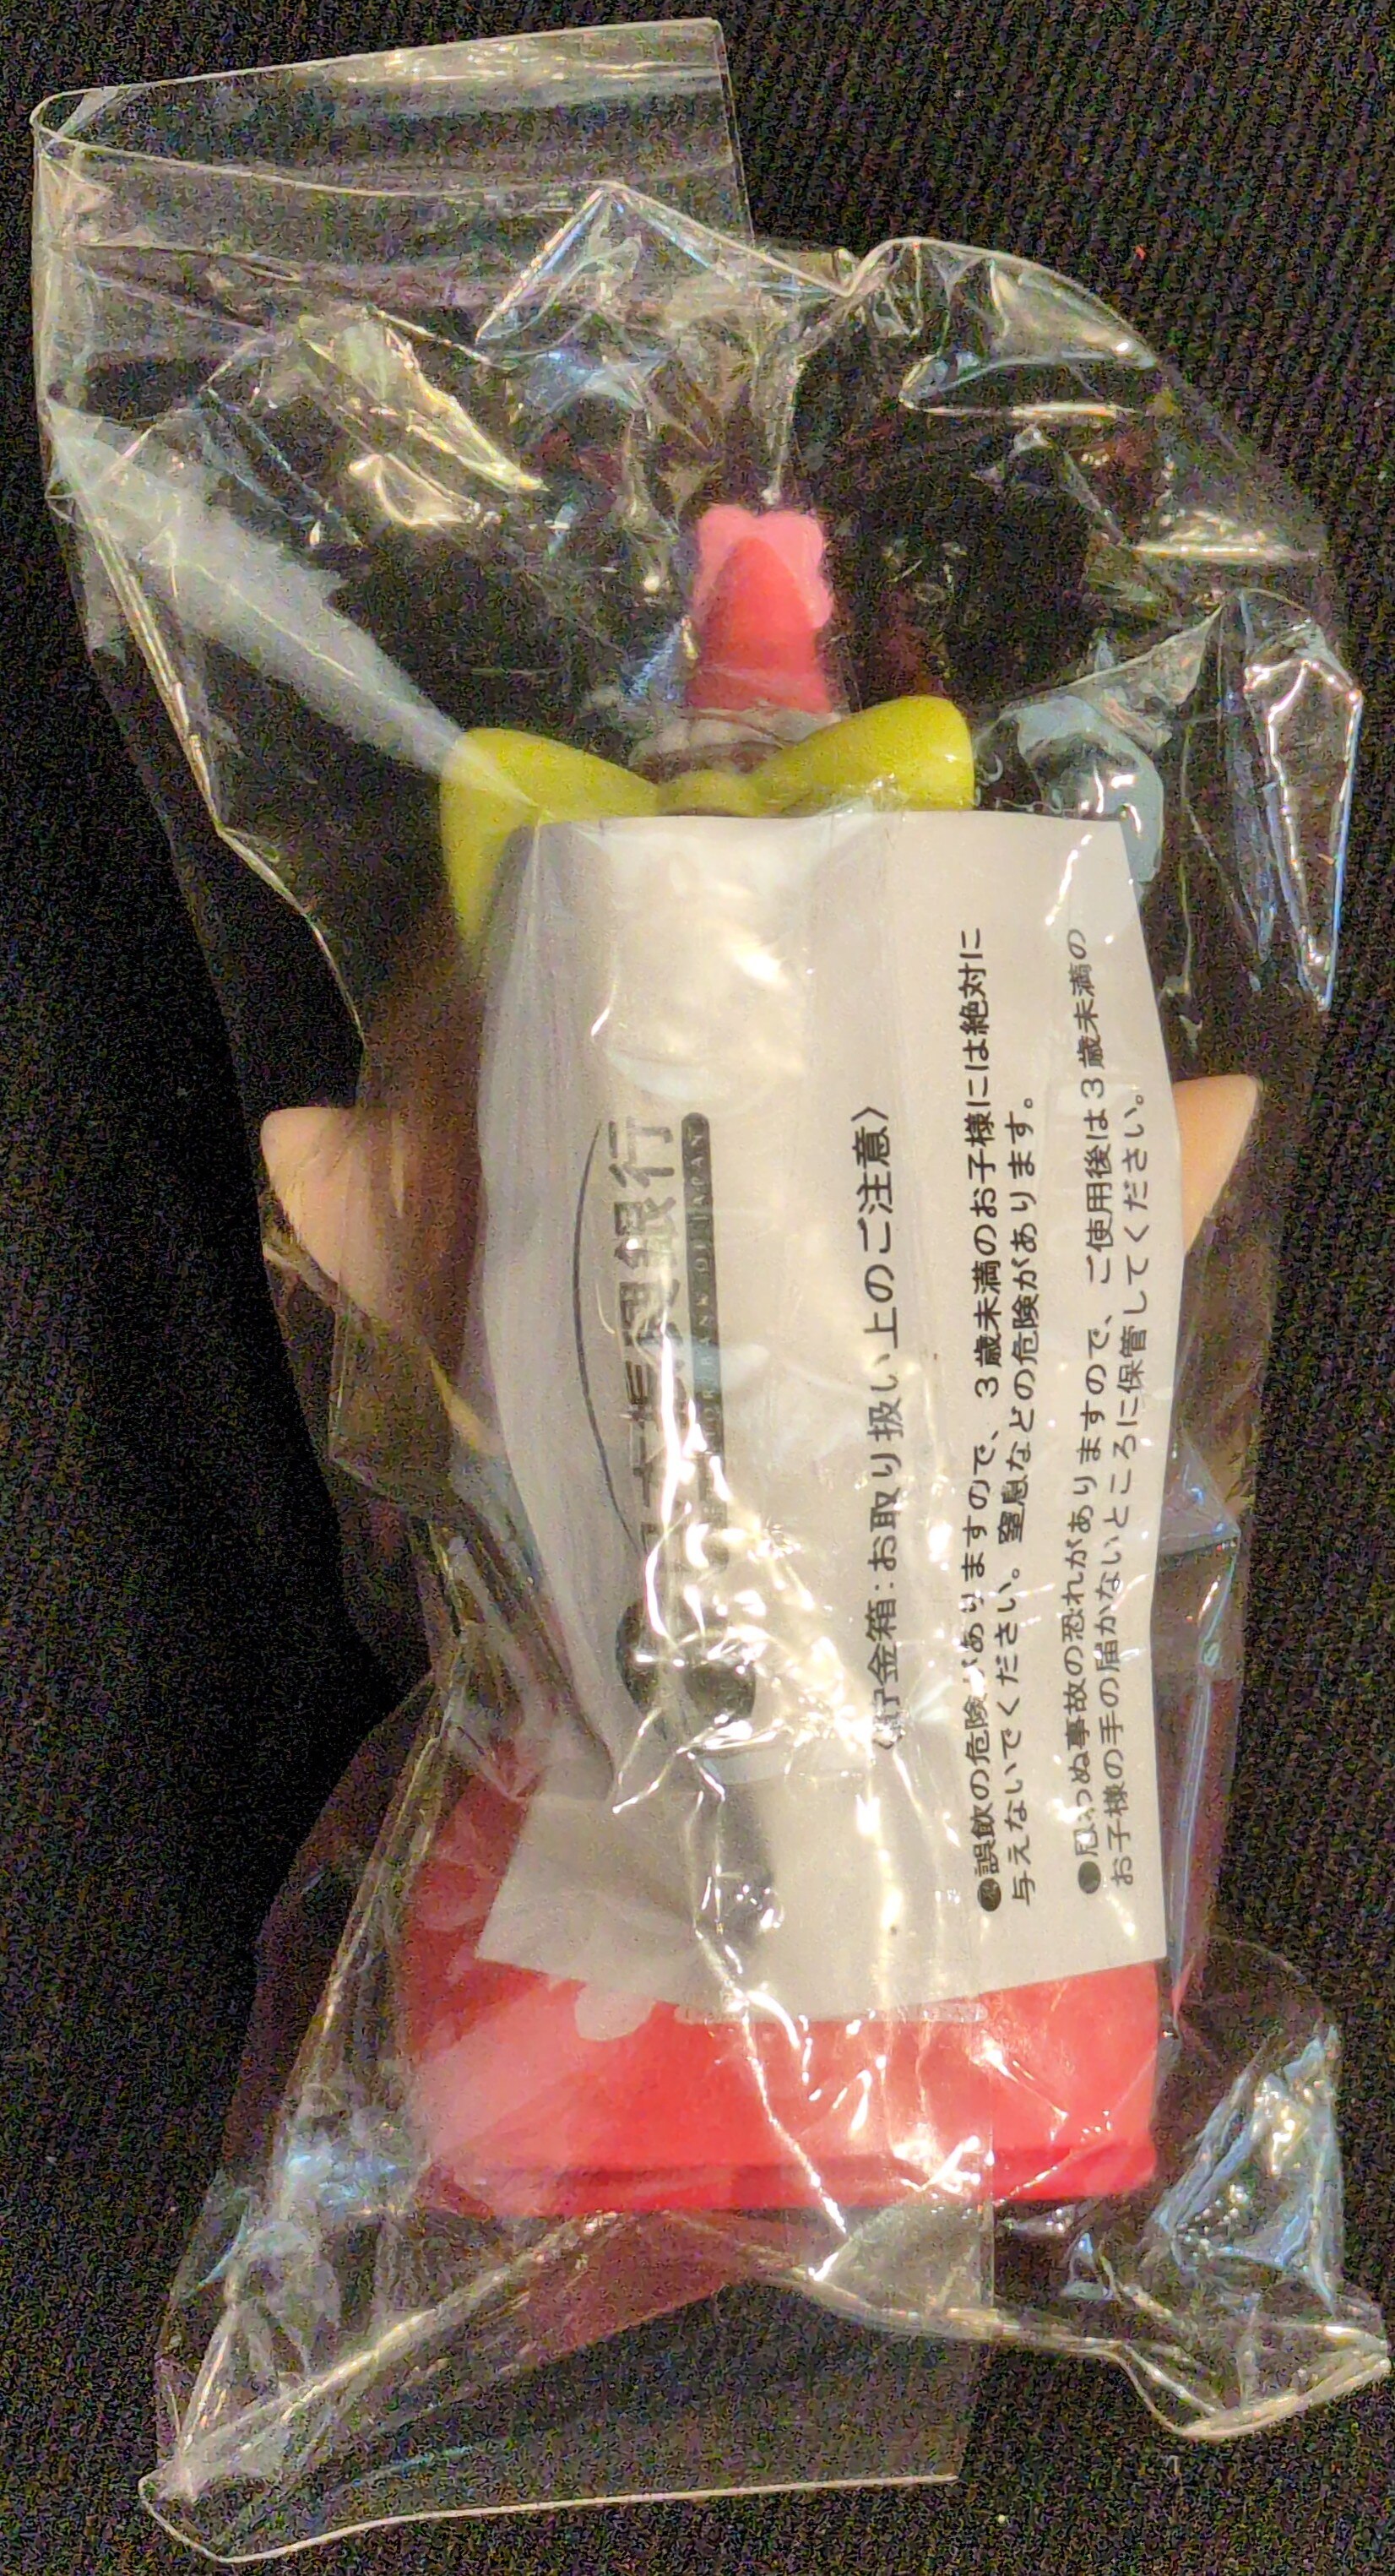 長期銀行
BANK OF JAPAN
〈貯金箱:お取り扱い上のご注意〉
●誤飲の危険がありますので、3歳未満のお子様には絶対に
与えないでください。窒息などの危険があります。
●思わぬ事故の恐れがありますので、ご使用後は3歳未満の
お子様の手の届かないところに保管してください。